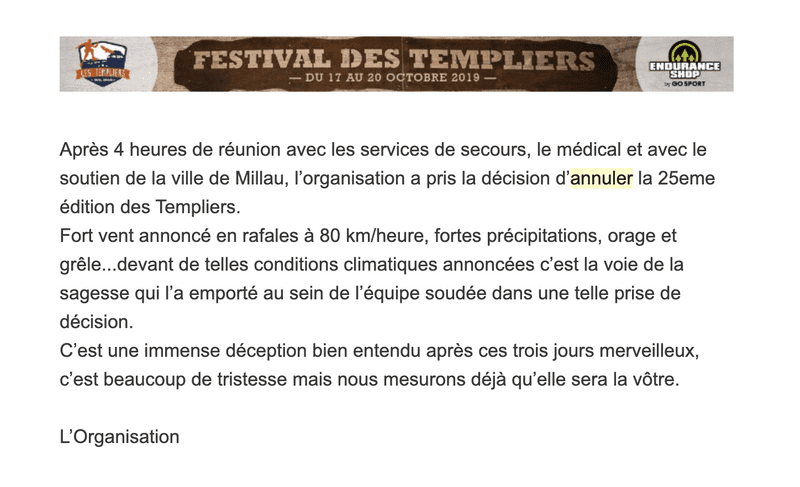 LES TEMPLIERS
FESTIVAL DES TEMPLIERS
— DU 17 AU 20 OCTOBRE 2019 —
ENDURANCE
SHOP
by GO SPORT
Après 4 heures de réunion avec les services de secours, le médical et avec le
soutien de la ville de Millau, l’organisation a pris la décision d’annuler la 25eme
édition des Templiers.
Fort vent annoncé en rafales à 80 km/heure, fortes précipitations, orage et
grêle...devant de telles conditions climatiques annoncées c’est la voie de la
sagesse qui l’a emporté au sein de l’équipe soudée dans une telle prise de
décision.
C’est une immense déception bien entendu après ces trois jours merveilleux,
c’est beaucoup de tristesse mais nous mesurons déjà qu’elle sera la vôtre.
L’Organisation